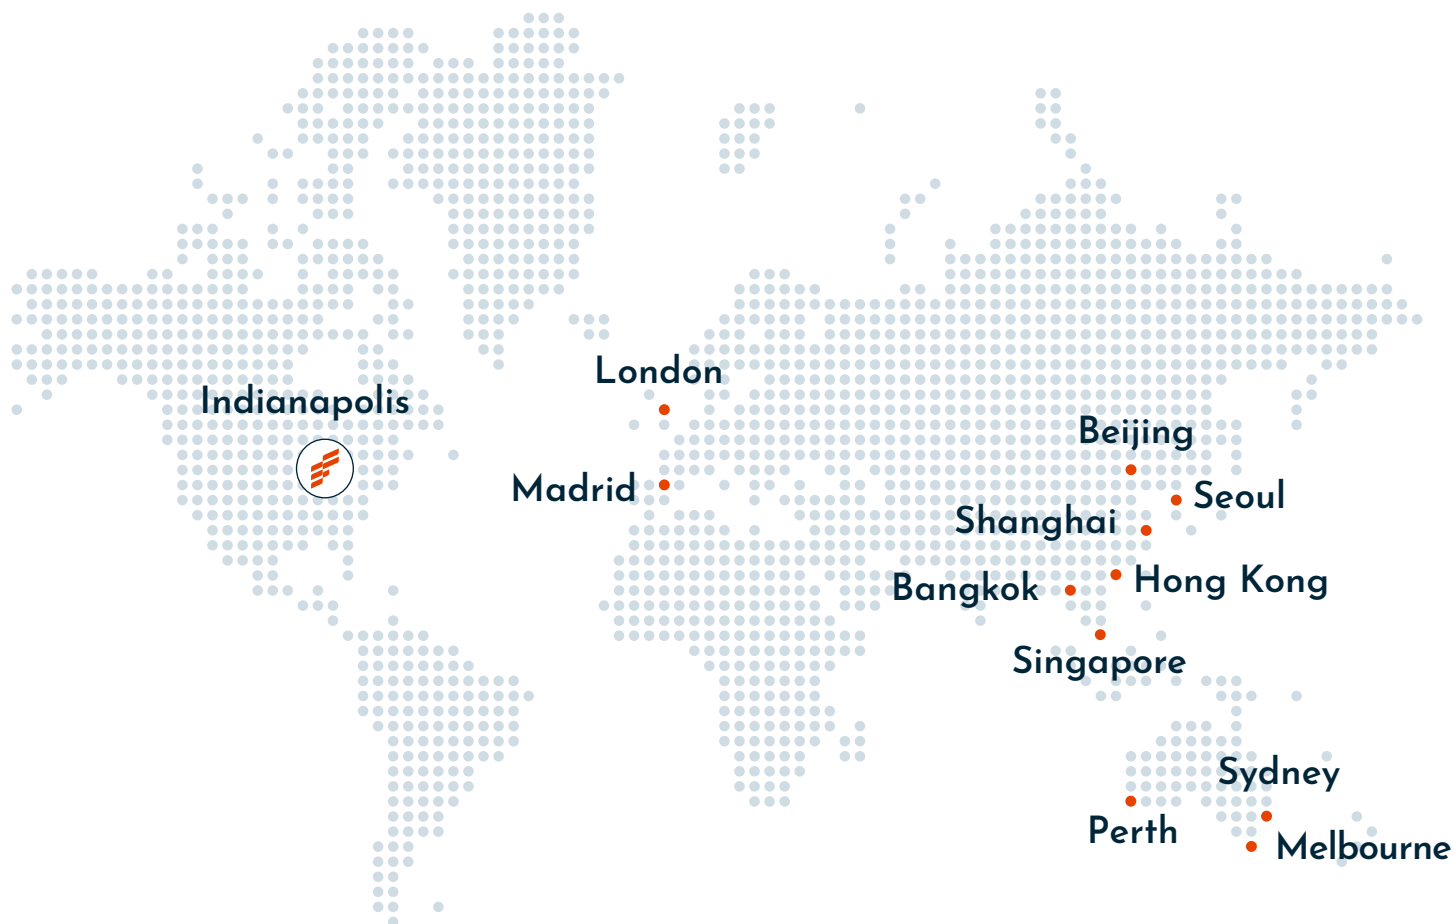 London
Indianapolis
Beijing
Madrid
Seoul
Shanghai
Bangkok
Hong Kong
Singapore
Sydney
Perth
Melbourne